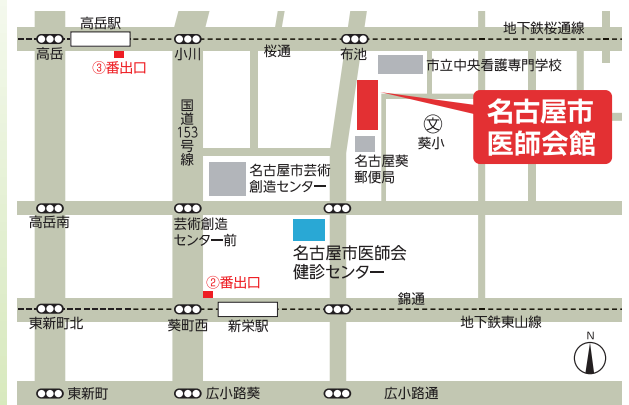 高岳駅
地下鉄桜通線
高岳
小川
桜通
布池
③番出口
市立中央看護専門学校
国道153号線
名古屋市
医師会館
文
葵小
名古屋葵
郵便局
名古屋市芸術
創造センター
高岳南
芸術創造
センター前
名古屋市医師会
健診センター
②番出口
錦通
東新町北
葵町西
新栄駅
地下鉄東山線
N
東新町
広小路葵
広小路通